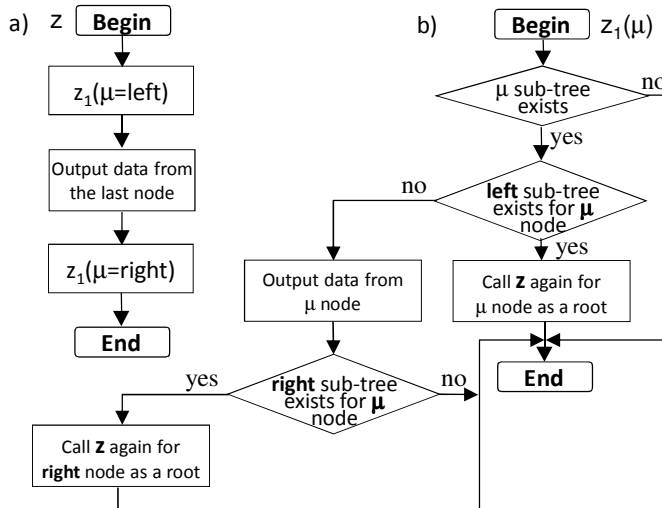 a) z Begin
z1(μ=left)
Output data from
the last node
z1(μ=right)
End
b) Begin z1(μ)
μ sub-tree
exists
no
yes
left sub-tree
exists for μ
node
no
yes
Output data from
μ node
Call z again for
μ node as a root
End
right sub-tree
exists for μ
node
yes
no
Call z again for
right node as a root